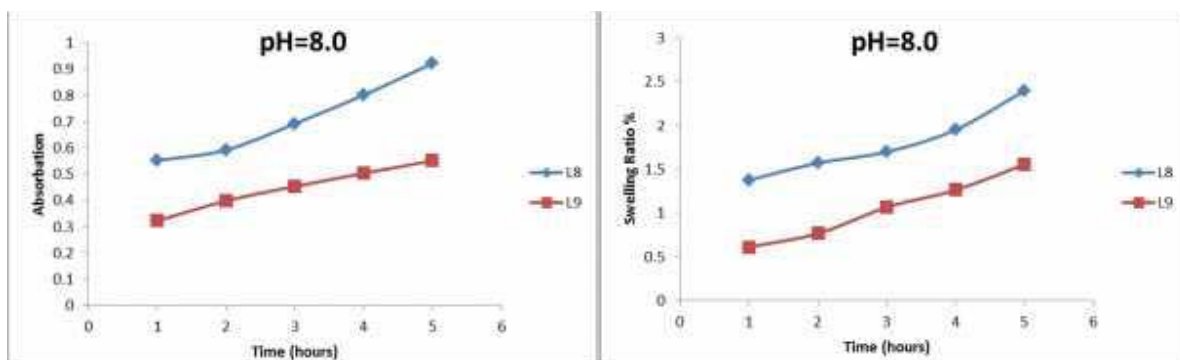 pH=8.0
Absorbation
1
0.9
0.8
0.7
0.6
0.5
0.4
0.3
0.2
0.1
0
0 1 2 3 4 5 6
Time (hours)
L8
L9
pH=8.0
Swelling Ratio %
3
2.5
2
1.5
1
0.5
0
0 1 2 3 4 5 6
Time (hours)
L8
L9